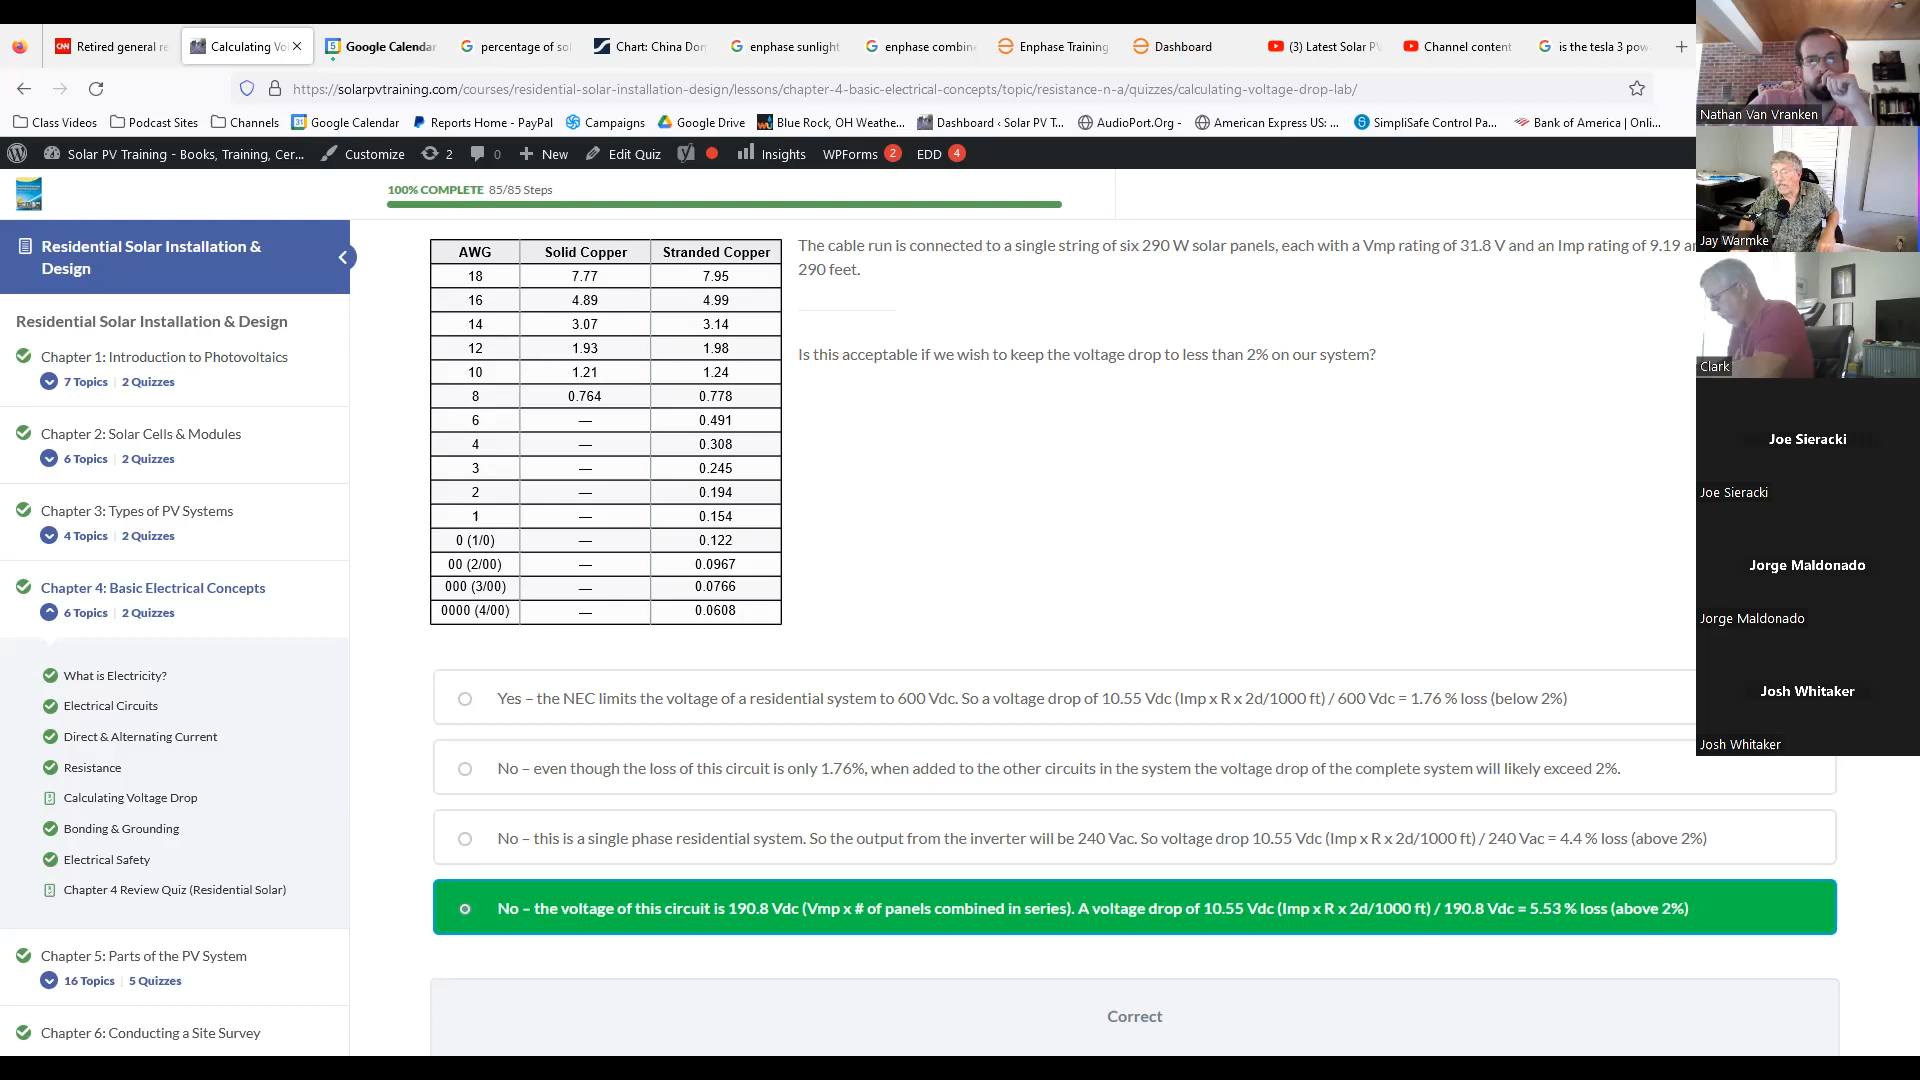 Retired general re
Calculating Vol
Google Calendar
percentage of so
Chart: China Dom
enphase sunlight
enphase combine
Enphase Training
Dashboard
(3) Latest Solar PV
Channel content
is the tesla 3 pow
https://solarpvtraining.com/courses/residential-solar-installation-design/lessons/chapter-4-basic-electrical-concepts/topic/resistance-n-a/quizzes/calculating-voltage-drop-lab/
Class Videos
Podcast Sites
Channels
Google Calendar
Reports Home - PayPal
Campaigns
Google Drive
Blue Rock, OH Weathe...
Dashboard ‹ Solar PV T...
AudioPort.Org -
American Express US: ...
SimpliSafe Control Pa...
Bank of America | Onli...
Solar PV Training - Books, Training, Cer...
Customize
2
0
New
Edit Quiz
Insights
WPForms 2
EDD 4
100% COMPLETE 85/85 Steps
Residential Solar Installation &
Design
Residential Solar Installation & Design
Chapter 1: Introduction to Photovoltaics
7 Topics | 2 Quizzes
Chapter 2: Solar Cells & Modules
6 Topics | 2 Quizzes
Chapter 3: Types of PV Systems
4 Topics | 2 Quizzes
Chapter 4: Basic Electrical Concepts
6 Topics | 2 Quizzes
What is Electricity?
Electrical Circuits
Direct & Alternating Current
Resistance
Calculating Voltage Drop
Bonding & Grounding
Electrical Safety
Chapter 4 Review Quiz (Residential Solar)
Chapter 5: Parts of the PV System
16 Topics | 5 Quizzes
Chapter 6: Conducting a Site Survey
AWG Solid Copper Stranded Copper
18 7.77 7.95
16 4.89 4.99
14 3.07 3.14
12 1.93 1.98
10 1.21 1.24
8 0.764 0.778
6 — 0.491
4 — 0.308
3 — 0.245
2 — 0.194
1 — 0.154
0 (1/0) — 0.122
00 (2/00) — 0.0967
000 (3/00) — 0.0766
0000 (4/00) — 0.0608
The cable run is connected to a single string of six 290 W solar panels, each with a Vmp rating of 31.8 V and an Imp rating of 9.19 a
290 feet.
Is this acceptable if we wish to keep the voltage drop to less than 2% on our system?
Yes – the NEC limits the voltage of a residential system to 600 Vdc. So a voltage drop of 10.55 Vdc (Imp x R x 2d/1000 ft) / 600 Vdc = 1.76 % loss (below 2%)
No – even though the loss of this circuit is only 1.76%, when added to the other circuits in the system the voltage drop of the complete system will likely exceed 2%.
No – this is a single phase residential system. So the output from the inverter will be 240 Vac. So voltage drop 10.55 Vdc (Imp x R x 2d/1000 ft) / 240 Vac = 4.4 % loss (above 2%)
No – the voltage of this circuit is 190.8 Vdc (Vmp x # of panels combined in series). A voltage drop of 10.55 Vdc (Imp x R x 2d/1000 ft) / 190.8 Vdc = 5.53 % loss (above 2%)
Correct
Nathan Van Vranken
Jay Warmke
Clark
Joe Sieracki
Joe Sieracki
Jorge Maldonado
Jorge Maldonado
Josh Whitaker
Josh Whitaker